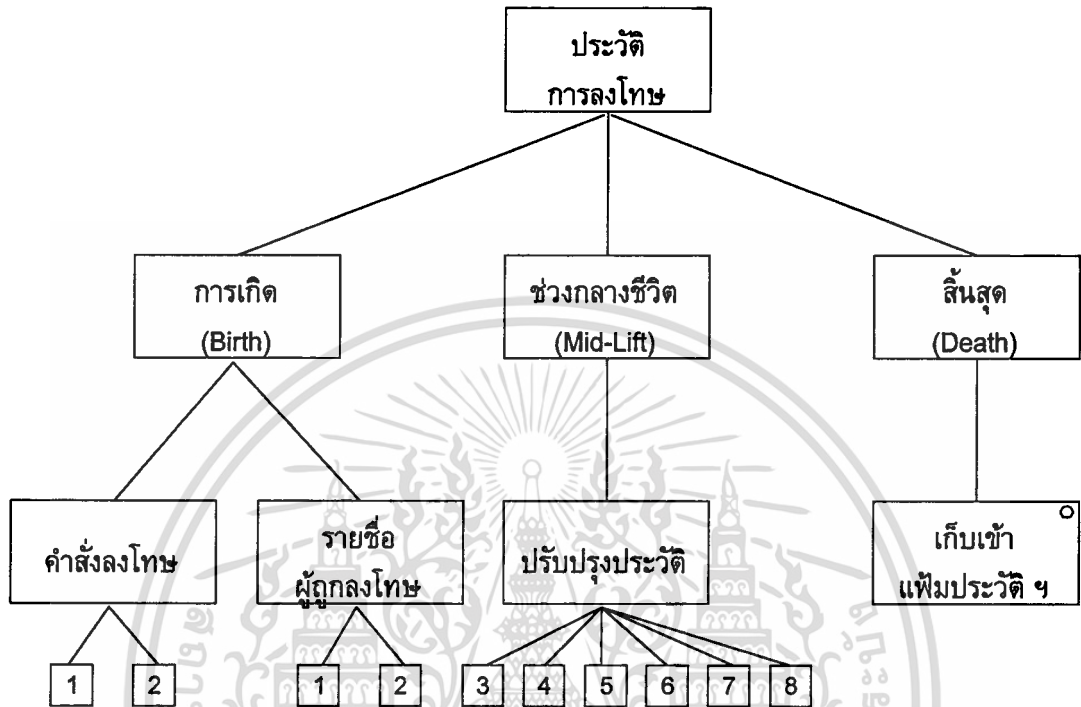 ประวัติ
การลงโทษ
การเกิด
(Birth)
ช่วงกลางชีวิต
(Mid-Lift)
สิ้นสุด
(Death)
คำสั่งลงโทษ
รายชื่อ
ผู้ถูกลงโทษ
ปรับปรุงประวัติ
เก็บเข้า
แฟ้มประวัติ ฯ
1 2 1 2 3 4 5 6 7 8